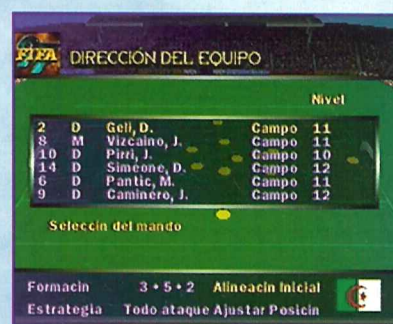 FIFA DIRECCIÓN DEL EQUIPO
Nivel
2 D Geli, D. Campo 11
8 M Vizcaino, J. Campo 11
10 D Pirri, J. Campo 10
14 D Simeone, D. Campo 12
6 D Pantic, M. Campo 11
9 D Caminero, J. Campo 12
Seleccin del mando
Formacin 3 • 5 • 2 Alineacin Inicial
Estrategia Todo ataque Ajustar Posicin